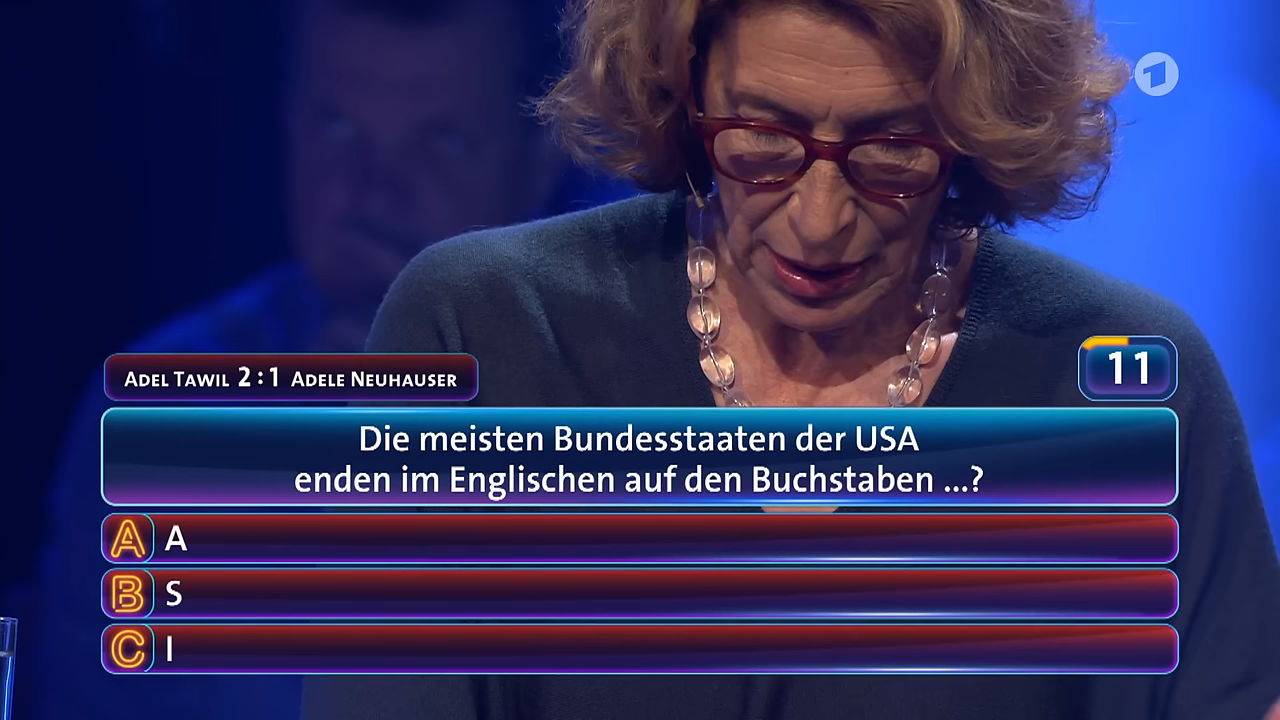 1
ADEL TAWIL 2:1 ADELE NEUHAUSER
11
Die meisten Bundesstaaten der USA
enden im Englischen auf den Buchstaben ...?
A A
B S
C I